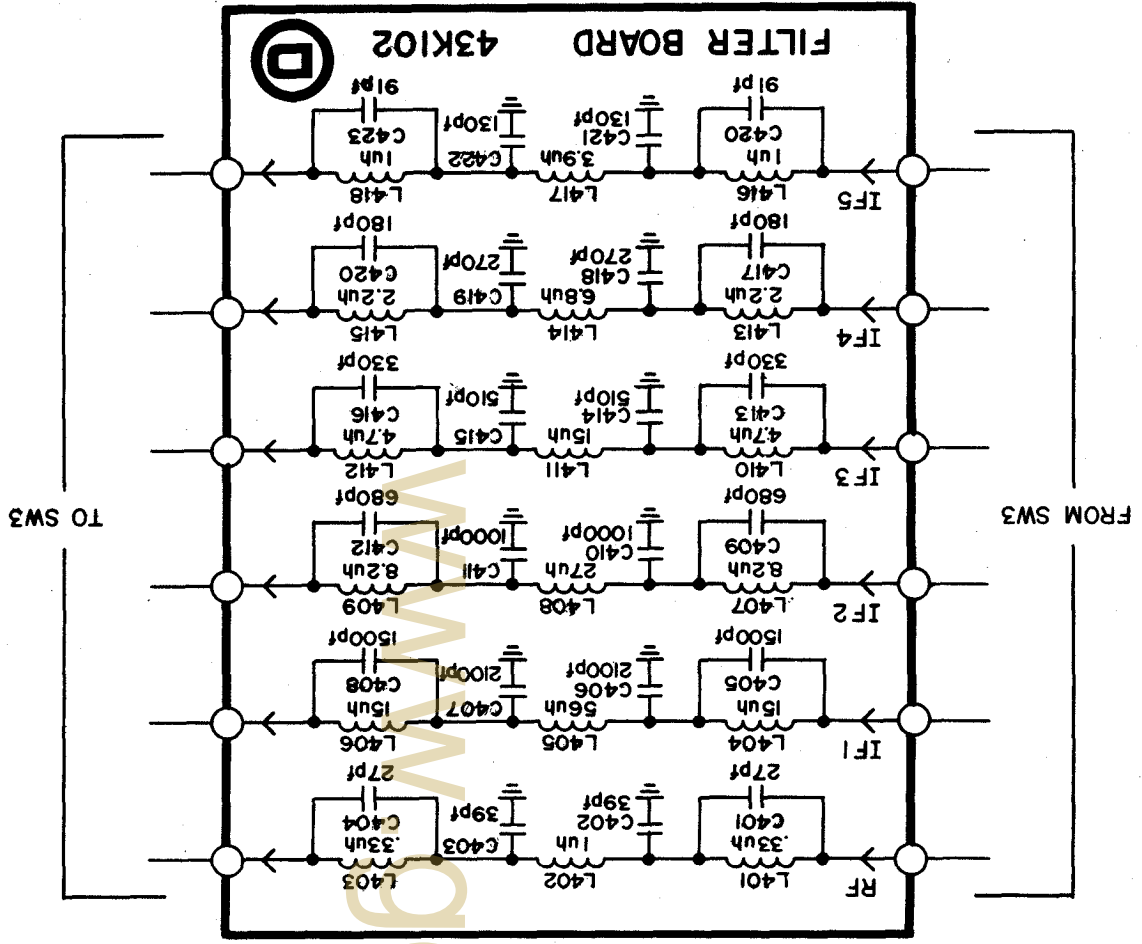 L401 L402 L403
RF
.33uh 1uh .33uh
C401 C402 C403 C404
39pf 39pf
27pf 27pf
L404 L405 L406
IF1
15uh 56uh 15uh
C405 C406 C407 C408
2100pf 2100pf
1500pf 1500pf
L407 L408 L409
IF2
8.2uh 27uh 8.2uh
C409 C410 C411 C412
1000pf 1000pf
680pf 680pf
FROM SW3
TO SW3
L410 L411 L412
IF3
4.7uh 15uh 4.7uh
C413 C414 C415 C416
510pf 510pf
330pf 330pf
L413 L414 L415
IF4
2.2uh 6.8uh 2.2uh
C417 C418 C419 C420
270pf 270pf
180pf 180pf
L416 L417 L418
IF5
1uh 3.9uh 1uh
C420 C421 C422 C423
130pf 130pf
91pf 91pf
FILTER BOARD 43K102 D
www.g